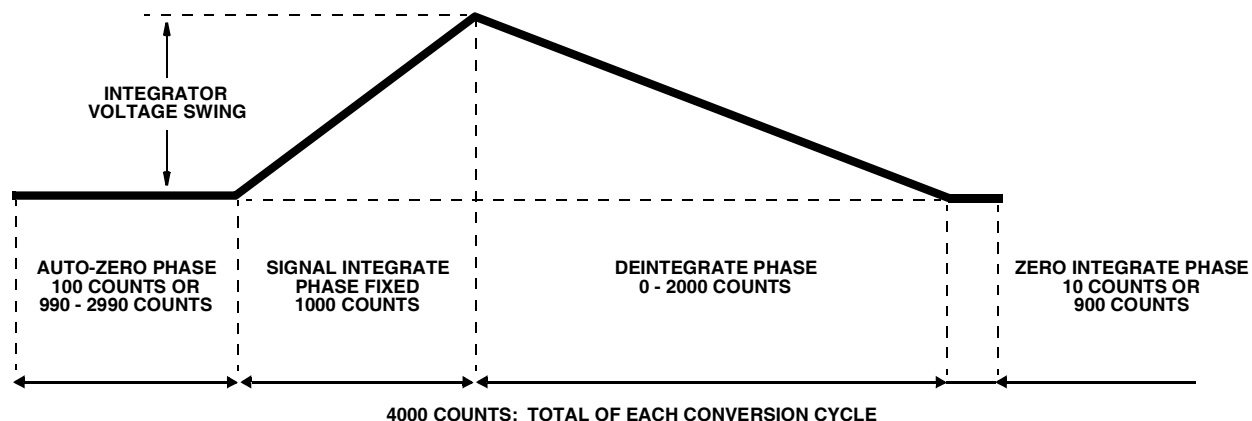 INTEGRATOR
VOLTAGE SWING
AUTO-ZERO PHASE
100 COUNTS OR
990 - 2990 COUNTS
SIGNAL INTEGRATE
PHASE FIXED
1000 COUNTS
DEINTEGRATE PHASE
0 - 2000 COUNTS
ZERO INTEGRATE PHASE
10 COUNTS OR
900 COUNTS
4000 COUNTS: TOTAL OF EACH CONVERSION CYCLE